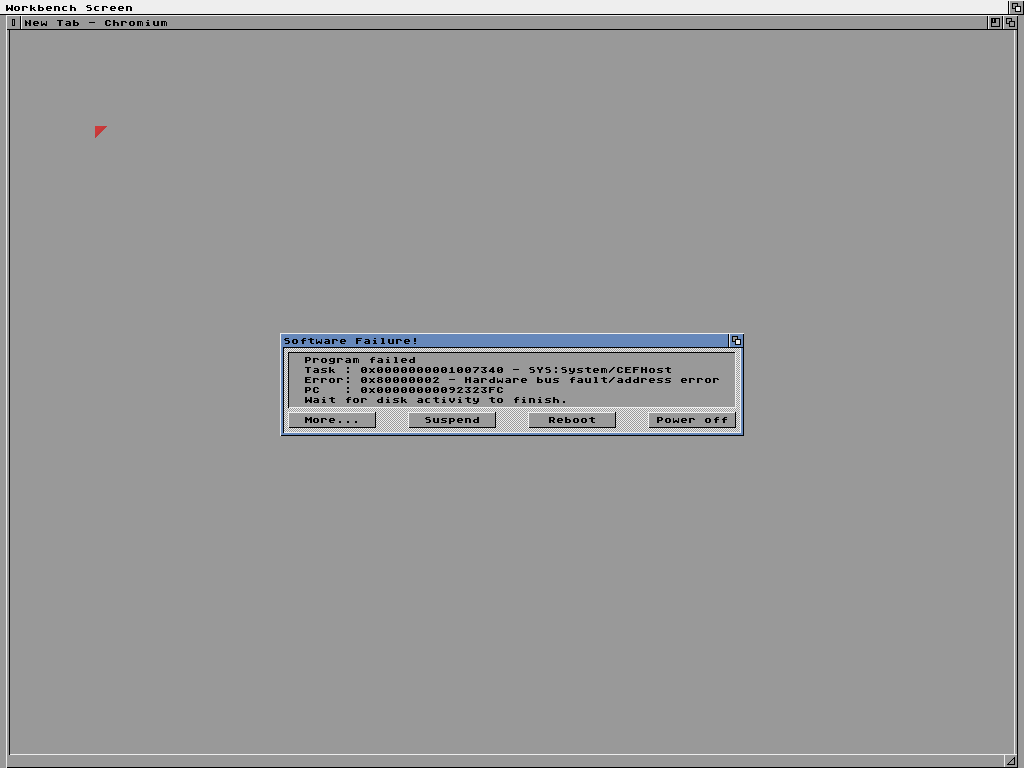 Workbench Screen
New Tab - Chromium
Software Failure!
Program failed
Task : 0x0000000001007340 - SYS:System/CEFHost
Error: 0x80000002 - Hardware bus fault/address error
PC   : 0x00000000092323FC
Wait for disk activity to finish.
More... Suspend Reboot Power off